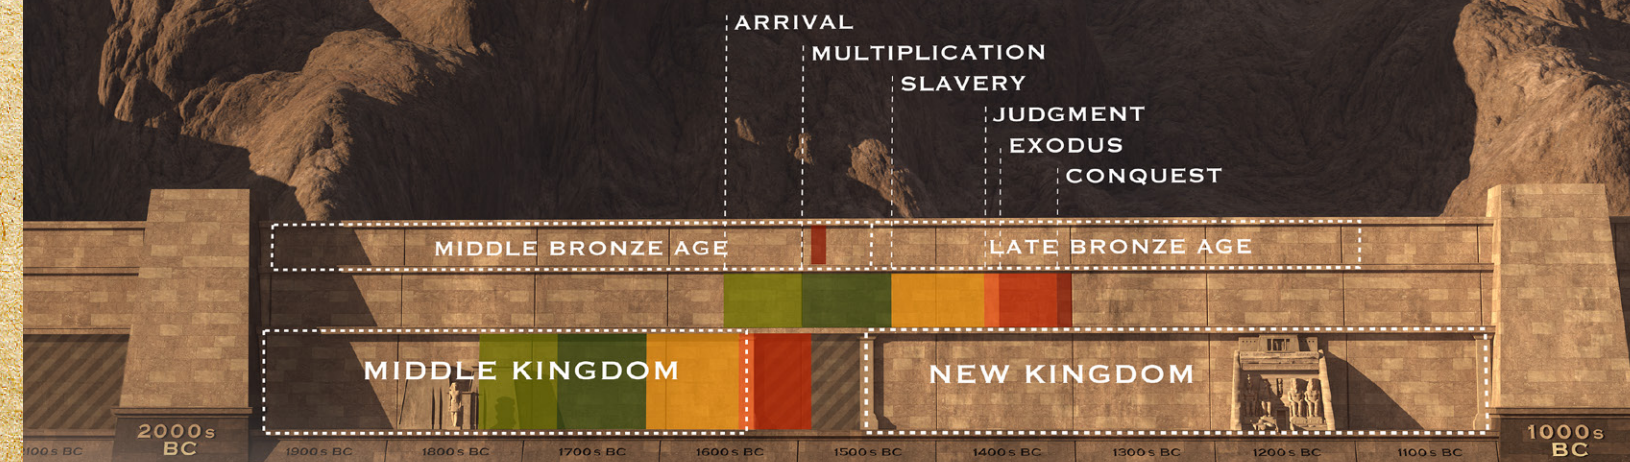 ARRIVAL
MULTIPLICATION
SLAVERY
JUDGMENT
EXODUS
CONQUEST
MIDDLE BRONZE AGE
LATE BRONZE AGE
MIDDLE KINGDOM
NEW KINGDOM
2000s
BC
1000s
BC
100s BC
1900s BC
1800s BC
1700s BC
1600s BC
1500s BC
1400s BC
1300s BC
1200s BC
1100s BC